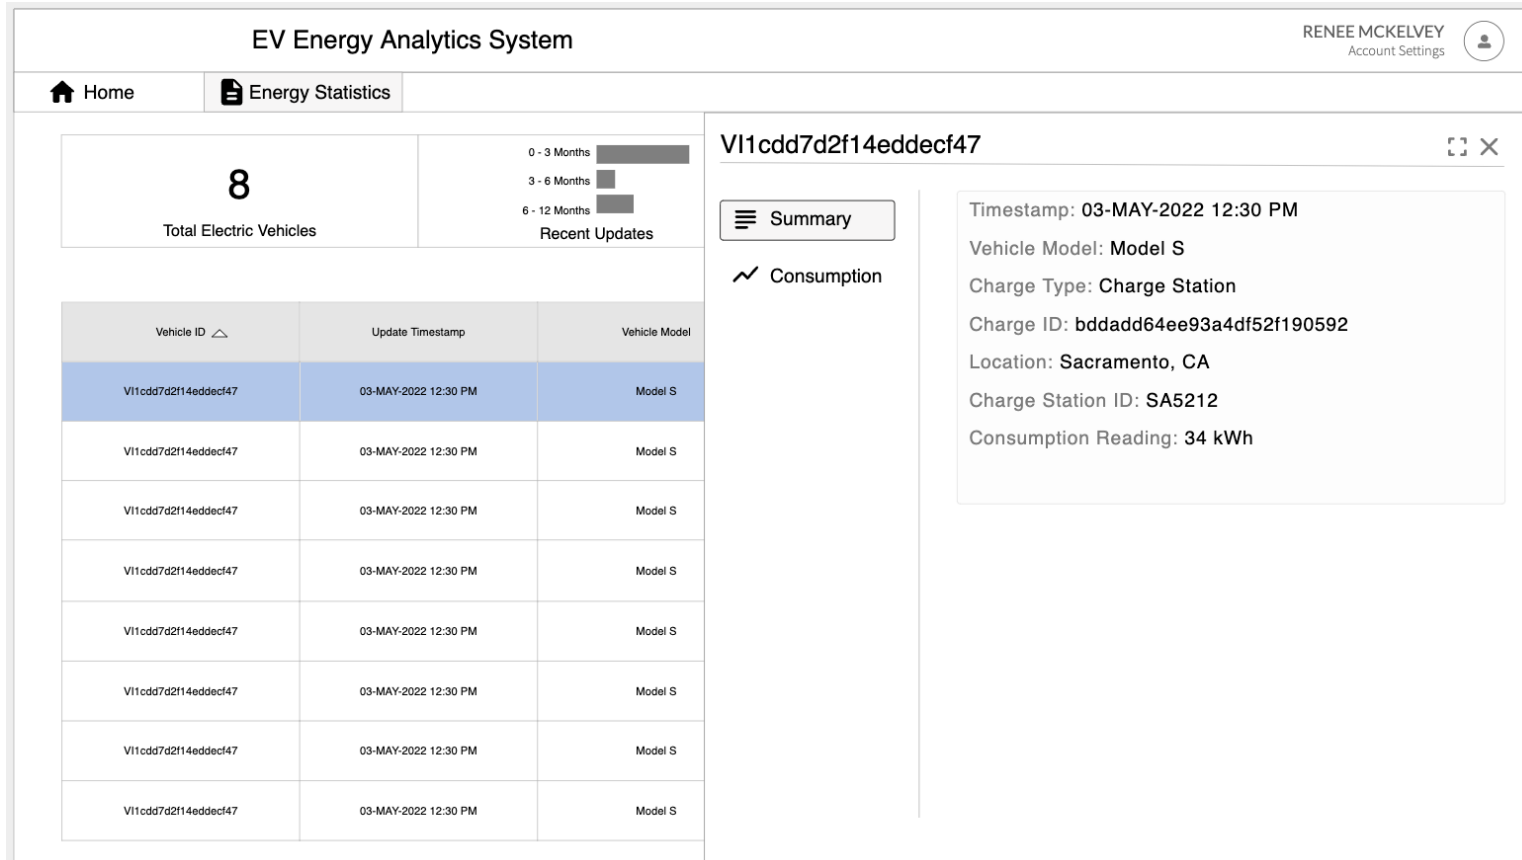 EV Energy Analytics System
RENEE MCKELVEY
Account Settings
Home
Energy Statistics
8
Total Electric Vehicles
0 - 3 Months
3 - 6 Months
6 - 12 Months
Recent Updates
Vehicle ID
Update Timestamp
Vehicle Model
VI1cdd7d2f14eddecf47
03-MAY-2022 12:30 PM
Model S
VI1cdd7d2f14eddecf47
03-MAY-2022 12:30 PM
Model S
VI1cdd7d2f14eddecf47
03-MAY-2022 12:30 PM
Model S
VI1cdd7d2f14eddecf47
03-MAY-2022 12:30 PM
Model S
VI1cdd7d2f14eddecf47
03-MAY-2022 12:30 PM
Model S
VI1cdd7d2f14eddecf47
03-MAY-2022 12:30 PM
Model S
VI1cdd7d2f14eddecf47
03-MAY-2022 12:30 PM
Model S
VI1cdd7d2f14eddecf47
03-MAY-2022 12:30 PM
Model S
VI1cdd7d2f14eddecf47
Summary
Consumption
Timestamp: 03-MAY-2022 12:30 PM
Vehicle Model: Model S
Charge Type: Charge Station
Charge ID: bddadd64ee93a4df52f190592
Location: Sacramento, CA
Charge Station ID: SA5212
Consumption Reading: 34 kWh